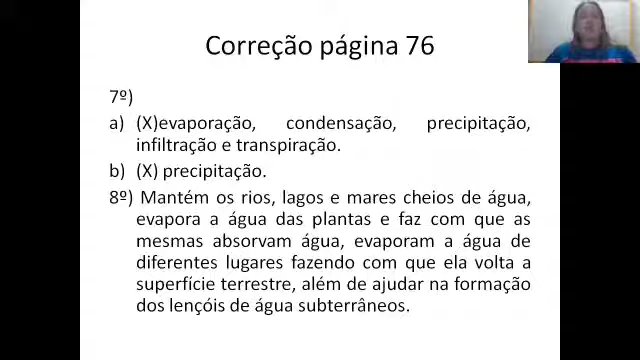 Correção página 76
7º)
a) (X)evaporação, condensação, precipitação,
infiltração e transpiração.
b) (X) precipitação.
8º) Mantém os rios, lagos e mares cheios de água,
evapora a água das plantas e faz com que as
mesmas absorvam água, evaporam a água de
diferentes lugares fazendo com que ela volta a
superfície terrestre, além de ajudar na formação
dos lençóis de água subterrâneos.